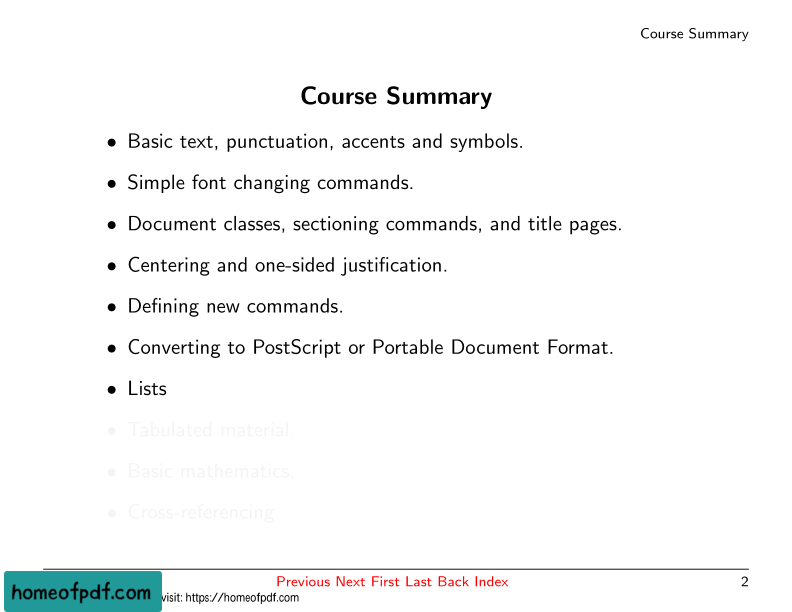 Course Summary
Course Summary
• Basic text, punctuation, accents and symbols.
• Simple font changing commands.
• Document classes, sectioning commands, and title pages.
• Centering and one-sided justification.
• Defining new commands.
• Converting to PostScript or Portable Document Format.
• Lists
• Tabulated material.
• Basic mathematics.
• Cross-referencing
Previous Next First Last Back Index 2
homeofpdf.com
visit: https://homeofpdf.com